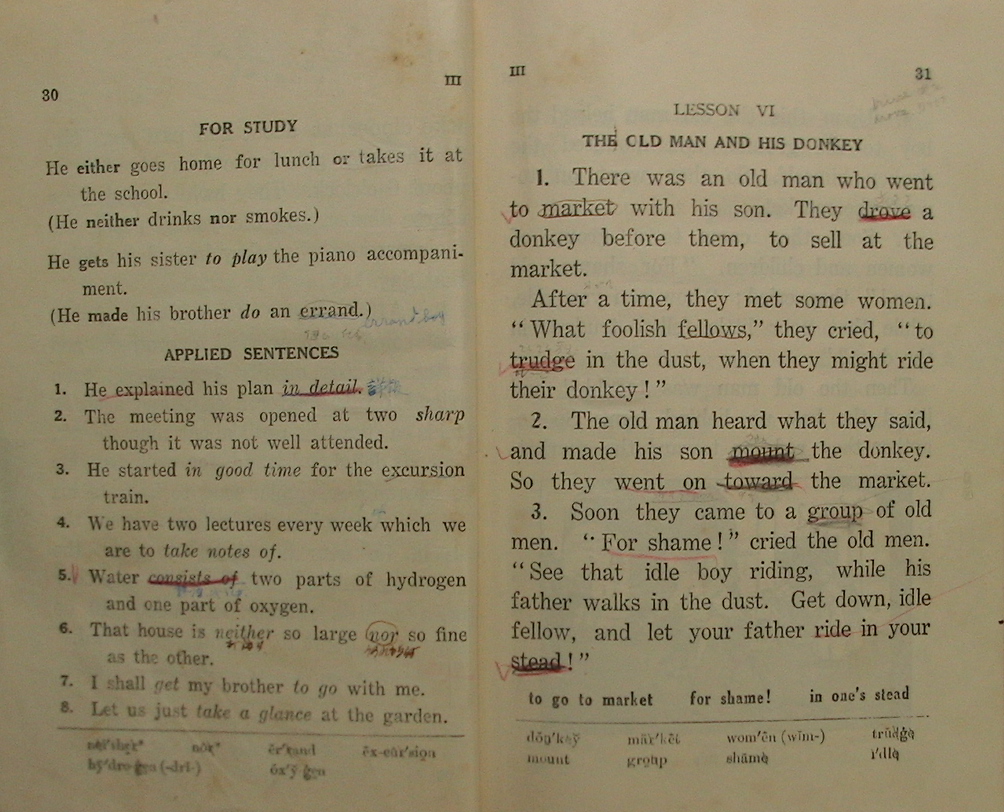 30
III
FOR STUDY
He either goes home for lunch or takes it at
the school.
(He neither drinks nor smokes.)
He gets his sister to play the piano accompani-
ment.
(He made his brother do an errand.)
errand boy
APPLIED SENTENCES
1. He explained his plan in detail.
2. The meeting was opened at two sharp
though it was not well attended.
3. He started in good time for the excursion
train.
4. We have two lectures every week which we
are to take notes of.
5. Water consists of two parts of hydrogen
and one part of oxygen.
6. That house is neither so large nor so fine
as the other.
7. I shall get my brother to go with me.
8. Let us just take a glance at the garden.
III
31
LESSON VI
THE OLD MAN AND HIS DONKEY
1. There was an old man who went
to market with his son. They drove a
donkey before them, to sell at the
market.
After a time, they met some women.
"What foolish fellows," they cried, "to
trudge in the dust, when they might ride
their donkey!"
2. The old man heard what they said,
and made his son mount the donkey.
So they went on toward the market.
3. Soon they came to a group of old
men. "For shame!" cried the old men.
"See that idle boy riding, while his
father walks in the dust. Get down, idle
fellow, and let your father ride in your
stead!"
to go to market for shame! in one's stead
mount group